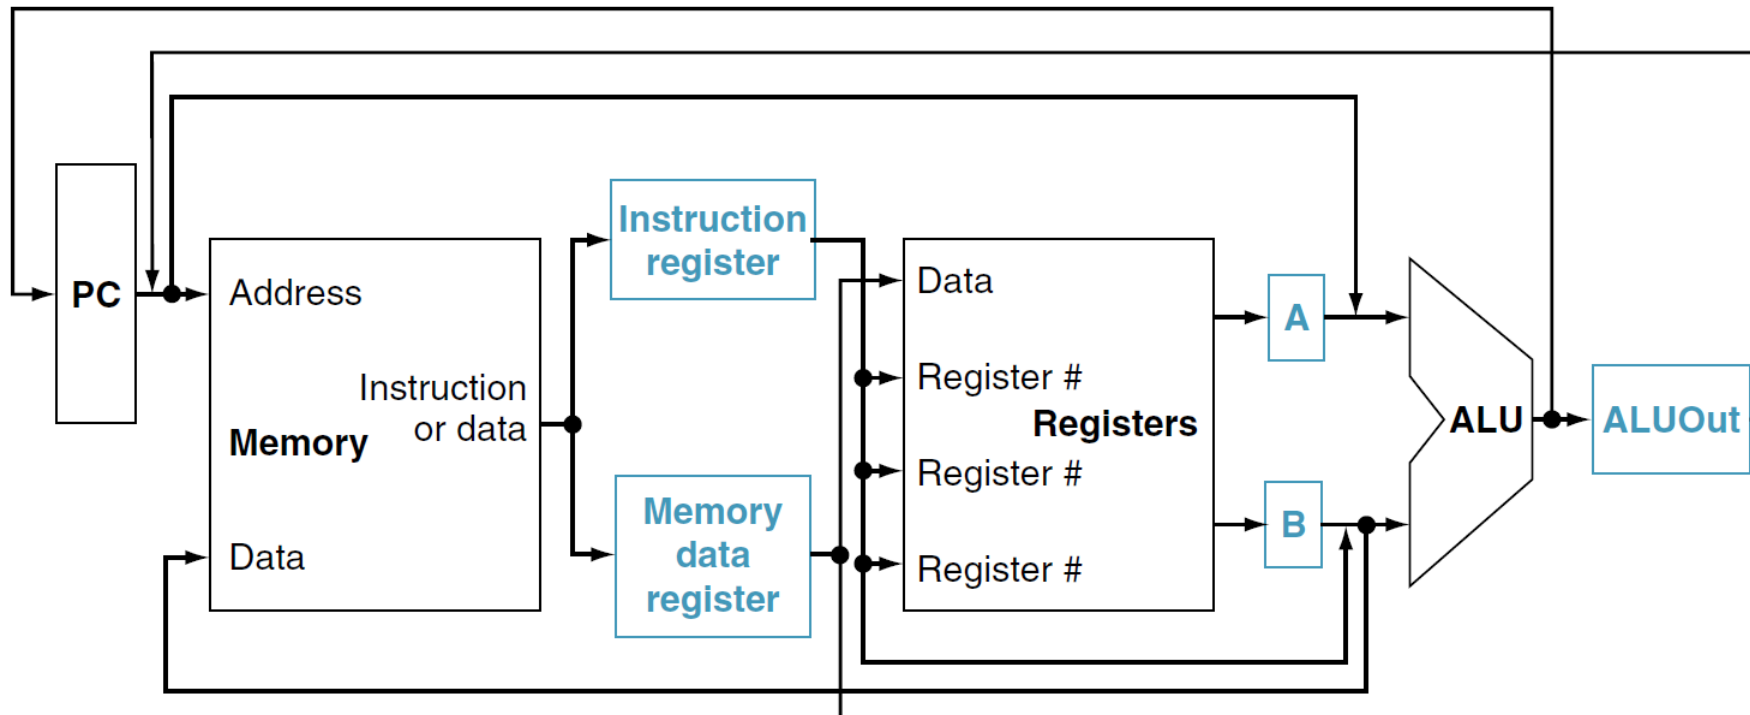 PC
Address
Instruction
or data
Memory
Data
Instruction
register
Memory
data
register
Data
Register #
Registers
Register #
Register #
A
B
ALU
ALUOut